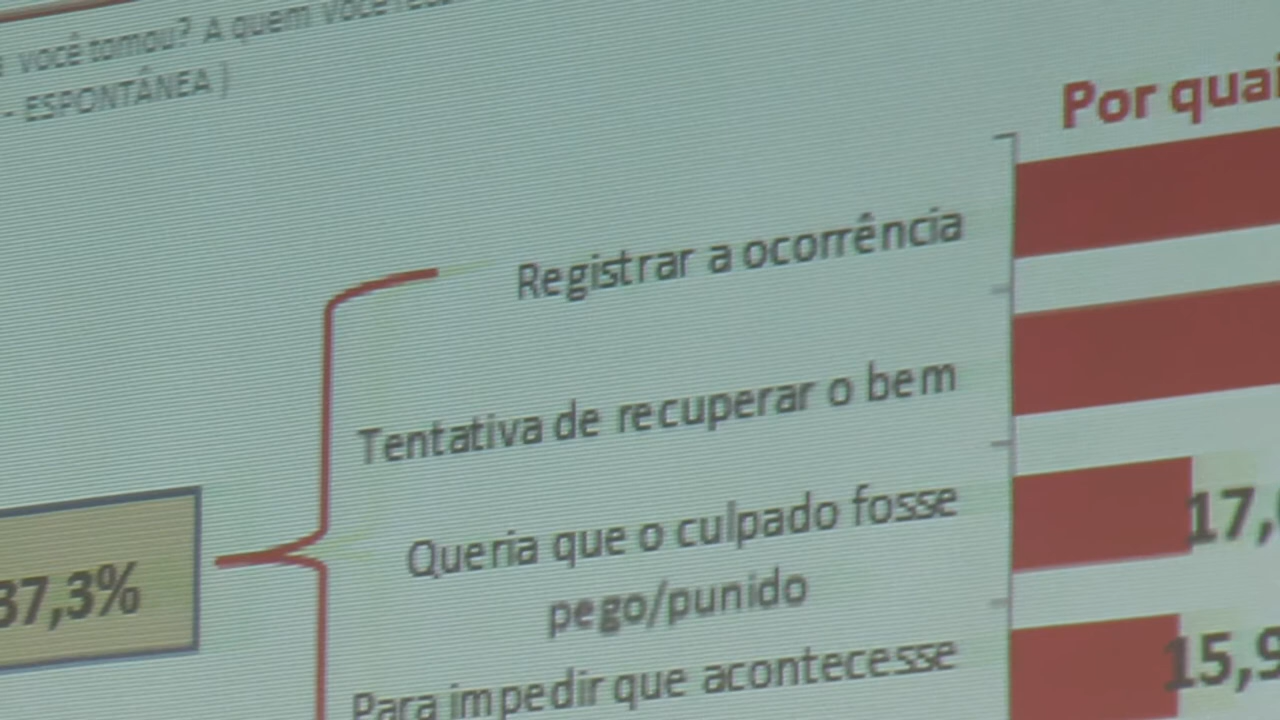 você tomou? A quem você
- ESPONTÂNEA )
Por quai
Registrar a ocorrência
Tentativa de recuperar o bem
Queria que o culpado fosse
pego/punido
17,
37,3%
Para impedir que acontecesse
15,9